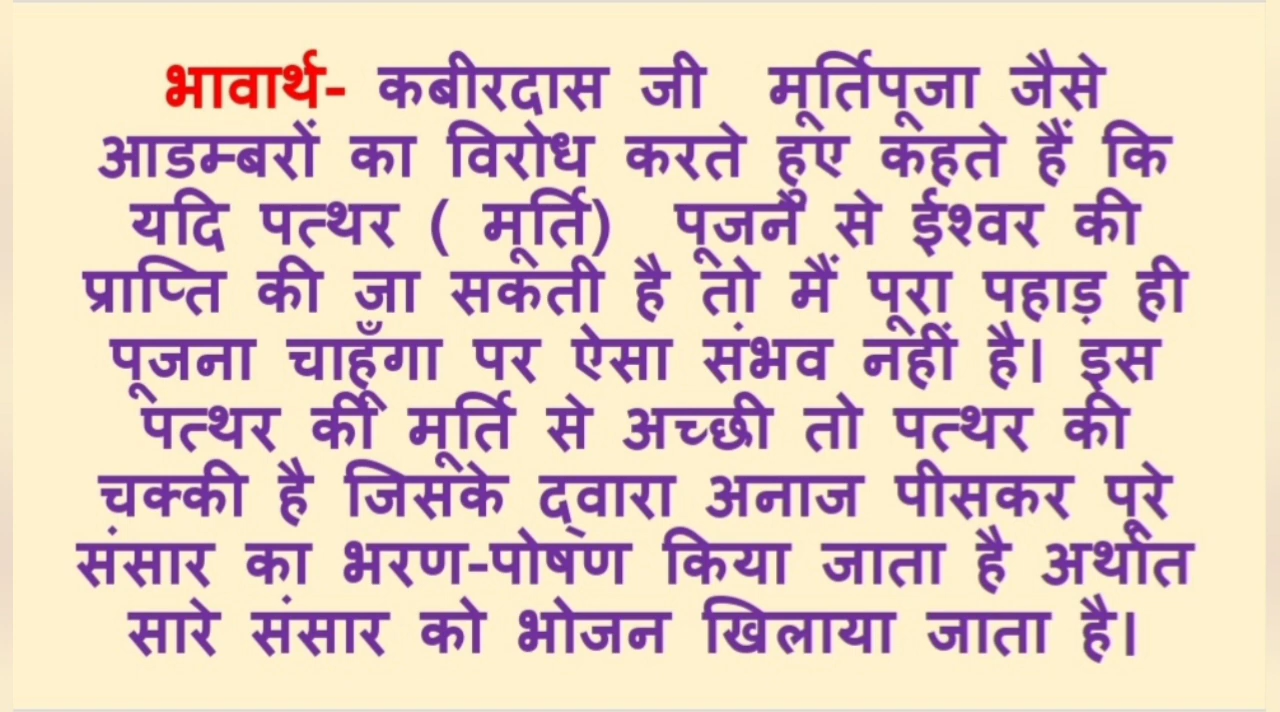 भावार्थ- कबीरदास जी मूर्तिपूजा जैसे
आडम्बरों का विरोध करते हुए कहते हैं कि
यदि पत्थर ( मूर्ति) पूजने से ईश्वर की
प्राप्ति की जा सकती है तो मैं पूरा पहाड़ ही
पूजना चाहूँगा पर ऐसा संभव नहीं है। इस
पत्थर की मूर्ति से अच्छी तो पत्थर की
चक्की है जिसके द्वारा अनाज पीसकर पूरे
संसार का भरण-पोषण किया जाता है अर्थात
सारे संसार को भोजन खिलाया जाता है।